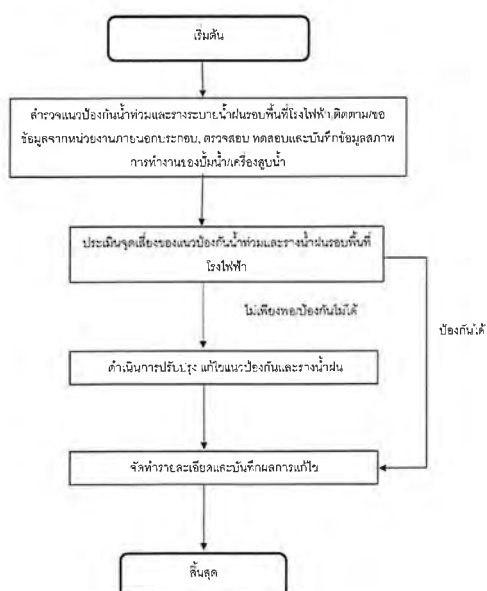 เริ่มต้น
สำรวจแนวป้องกันน้ำท่วมและรางระบายน้ำฝนรอบพื้นที่โรงไฟฟ้า,ติดตาม/ขอ
ข้อมูลจากหน่วยงานภายนอกประกอบ, ตรวจสอบ ทดสอบและบันทึกข้อมูลสภาพ
การทำงานของปั๊มน้ำ/เครื่องสูบน้ำ
ประเมินจุดเสี่ยงของแนวป้องกันน้ำท่วมและรางน้ำฝนรอบพื้นที่
โรงไฟฟ้า
ไม่เพียงพอ/ป้องกันไม่ได้
ป้องกันได้
ดำเนินการปรับปรุง แก้ไขแนวป้องกันและรางน้ำฝน
จัดทำรายละเอียดและบันทึกผลการแก้ไข
สิ้นสุด